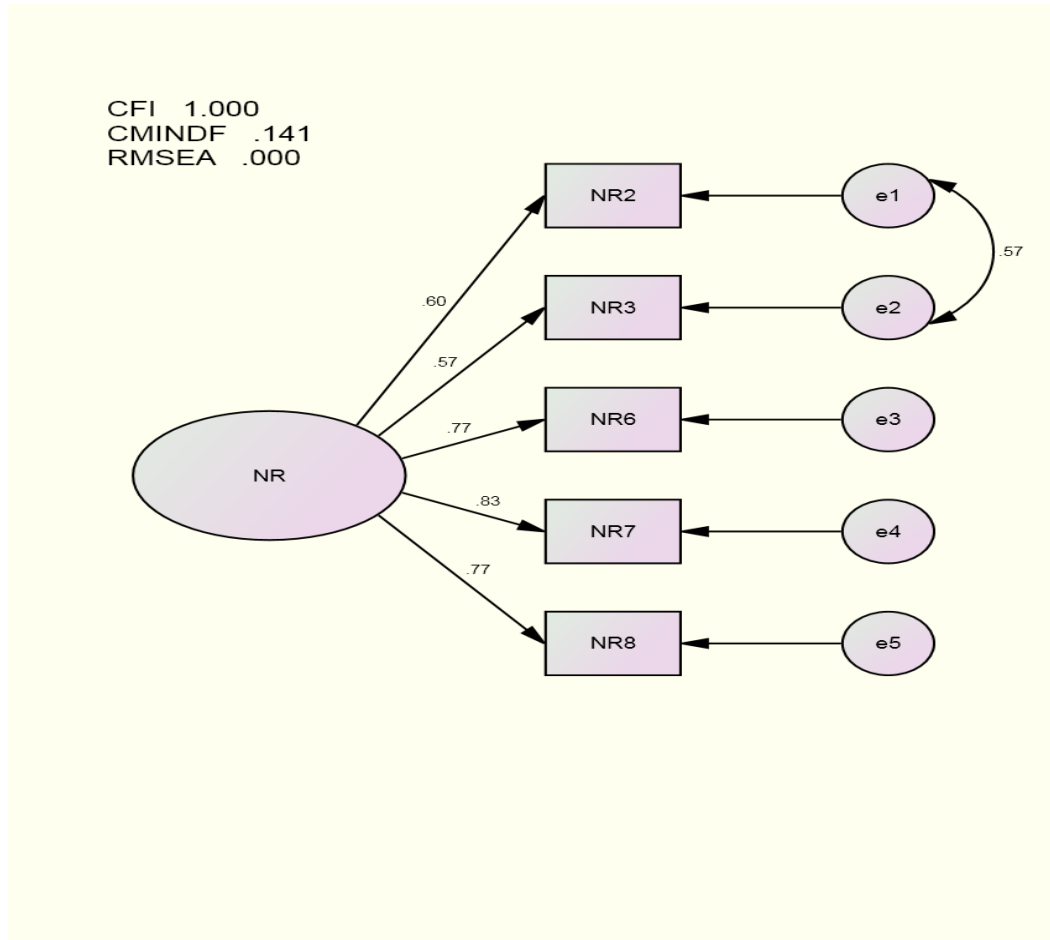 CFI 1.000
CMINDF .141
RMSEA .000
NR2
e1
.57
NR3
e2
.60
.57
NR6
e3
.77
NR
.83
NR7
e4
.77
NR8
e5